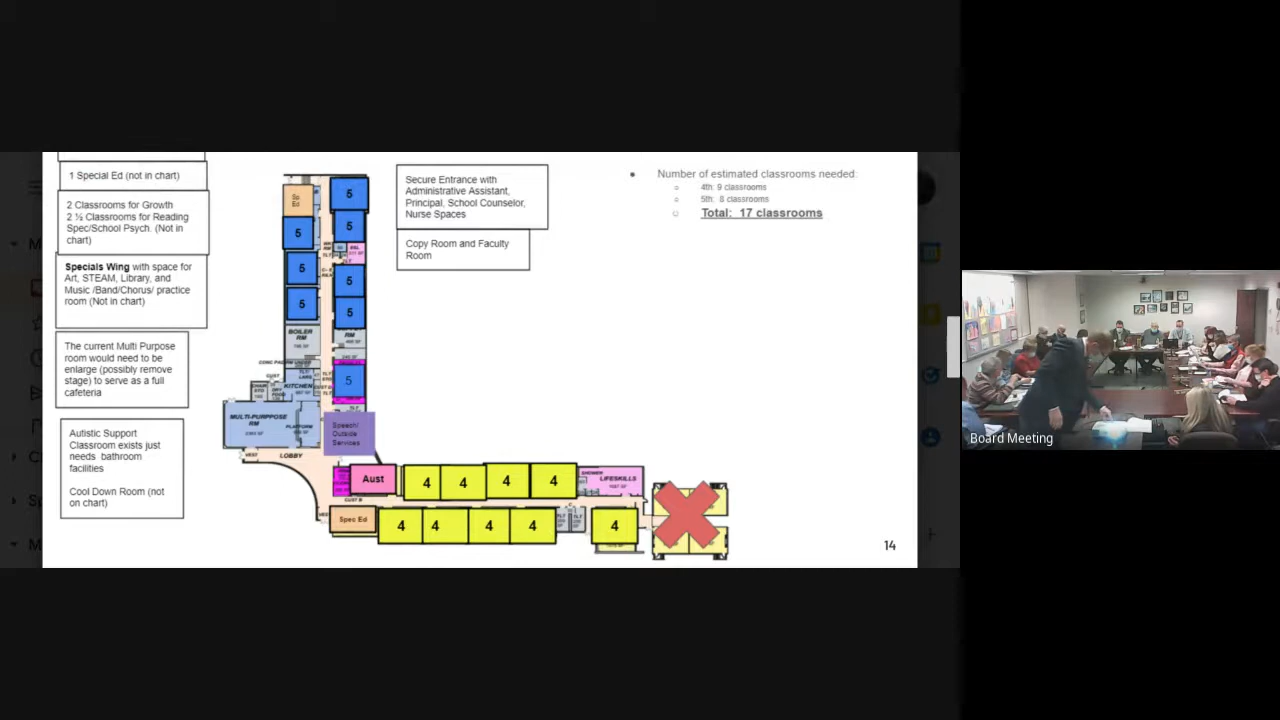 1 Special Ed (not in chart)
2 Classrooms for Growth
2 ½ Classrooms for Reading
Spec/School Psych. (Not in
chart)
Specials Wing with space for
Art, STEAM, Library, and
Music /Band/Chorus/ practice
room (Not in chart)
The current Multi Purpose
room would need to be
enlarge (possibly remove
stage) to serve as a full
cafeteria
Autistic Support
Classroom exists just
needs bathroom
facilities
Cool Down Room (not
on chart)
Secure Entrance with
Administrative Assistant,
Principal, School Counselor,
Nurse Spaces
Copy Room and Faculty
Room
Number of estimated classrooms needed:
4th: 9 classrooms
5th: 8 classrooms
Total: 17 classrooms
Sp.
Ed
5
5
5
5
5
5
5
5
BOILER
RM
RM
KITCHEN
MULTI-PURPPOSE
RM
PLATFORM
Speech/
Outside
Services
LOBBY
VEST
Aust
4
4
4
4
SHOWER
LIFESKILLS
CUST B
Spec Ed
4
4
4
4
4
14
Board Meeting